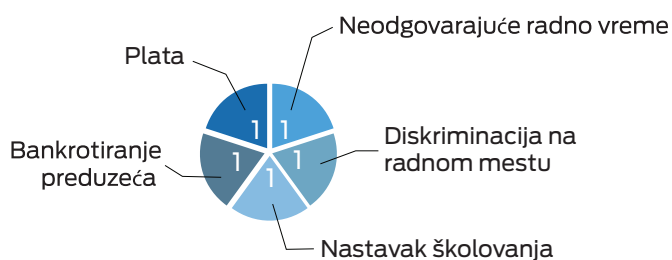 Neodgovarajuće radno vreme
Plata
1
1
Diskriminacija na
radnom mestu
Bankrotiranje
preduzeća
1
1
1
Nastavak školovanja